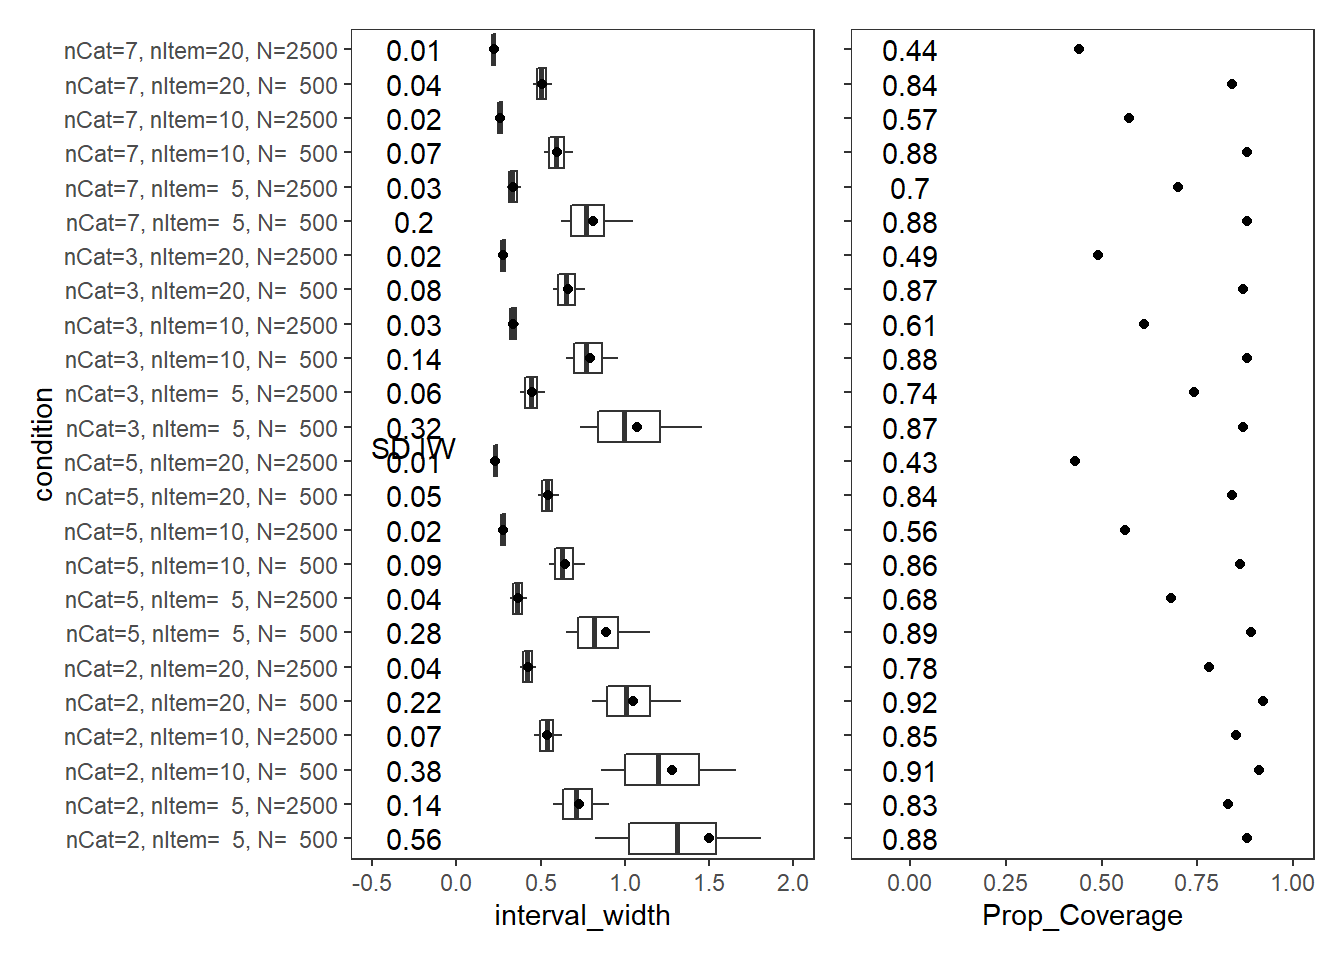 nCat=7, nItem=20, N=2500 0.01 0.44
nCat=7, nItem=20, N= 500 0.04 0.84
nCat=7, nItem=10, N=2500 0.02 0.57
nCat=7, nItem=10, N= 500 0.07 0.88
nCat=7, nItem= 5, N=2500 0.03 0.7
nCat=7, nItem= 5, N= 500 0.2 0.88
nCat=3, nItem=20, N=2500 0.02 0.49
nCat=3, nItem=20, N= 500 0.08 0.87
nCat=3, nItem=10, N=2500 0.03 0.61
nCat=3, nItem=10, N= 500 0.14 0.88
nCat=3, nItem= 5, N=2500 0.06 0.74
nCat=3, nItem= 5, N= 500 0.32 0.87
SD.IW
nCat=5, nItem=20, N=2500 0.01 0.43
nCat=5, nItem=20, N= 500 0.05 0.84
nCat=5, nItem=10, N=2500 0.02 0.56
nCat=5, nItem=10, N= 500 0.09 0.86
nCat=5, nItem= 5, N=2500 0.04 0.68
nCat=5, nItem= 5, N= 500 0.28 0.89
nCat=2, nItem=20, N=2500 0.04 0.78
nCat=2, nItem=20, N= 500 0.22 0.92
nCat=2, nItem=10, N=2500 0.07 0.85
nCat=2, nItem=10, N= 500 0.38 0.91
nCat=2, nItem= 5, N=2500 0.14 0.83
nCat=2, nItem= 5, N= 500 0.56 0.88
condition
-0.5 0.0 0.5 1.0 1.5 2.0
0.00 0.25 0.50 0.75 1.00
interval_width
Prop_Coverage